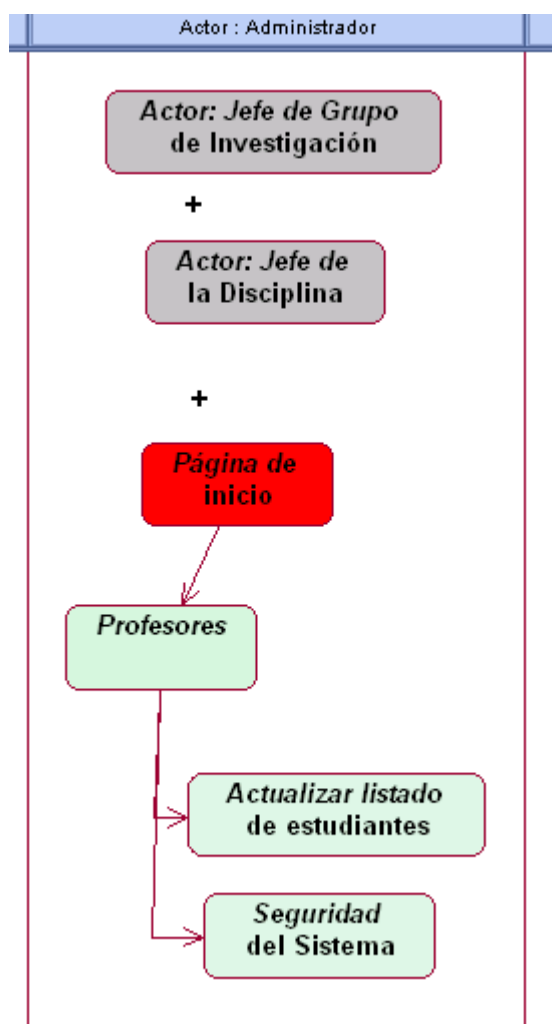 Actor : Administrador
Actor: Jefe de Grupo
de Investigación
+
Actor: Jefe de
la Disciplina
+
Página de
inicio
Profesores
Actualizar listado
de estudiantes
Seguridad
del Sistema